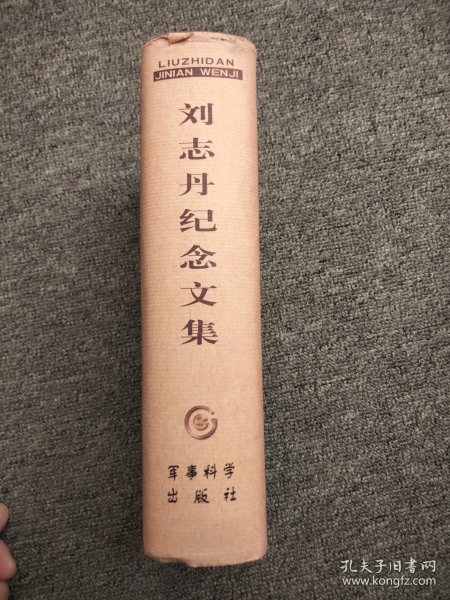 LIUZHIDAN
JINIAN WENJI
刘志丹纪念文集
军事科学
出版社
孔夫子旧书网
www.kongfz.com